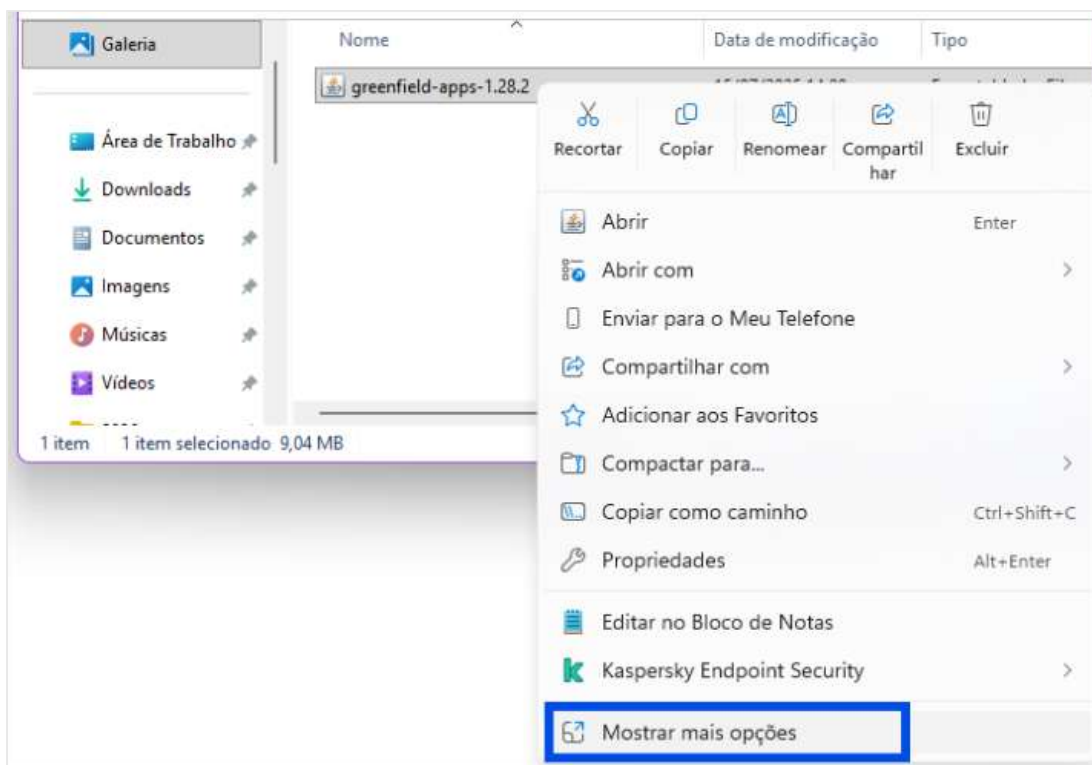 Galeria
Nome
Data de modificação
Tipo
greenfield-apps-1.28.2
Área de Trabalho
Downloads
Documentos
Imagens
Músicas
Vídeos
1 item
1 item selecionado 9,04 MB
Recortar
Copiar
Renomear
Compartil
har
Excluir
Abrir
Enter
Abrir com
Enviar para o Meu Telefone
Compartilhar com
Adicionar aos Favoritos
Compactar para...
Copiar como caminho
Ctrl+Shift+C
Propriedades
Alt+Enter
Editar no Bloco de Notas
Kaspersky Endpoint Security
Mostrar mais opções